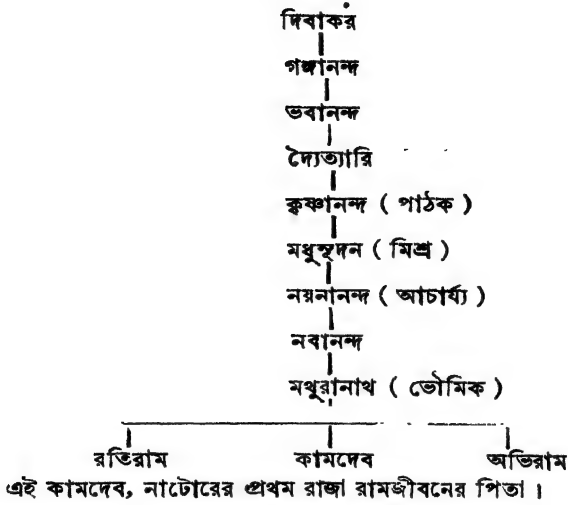 দিবাকর
গঙ্গানন্দ
ভবানন্দ
দ্যৈত্যারি
কৃষ্ণানন্দ ( পাঠক )
মধুসূদন ( মিশ্র )
নয়নানন্দ ( আচার্য্য )
নবানন্দ
মথুরানাথ ( ভৌমিক )
রতিরাম কামদেব অভিরাম
এই কামদেব, নাটোরের প্রথম রাজা রামজীবনের পিতা ।